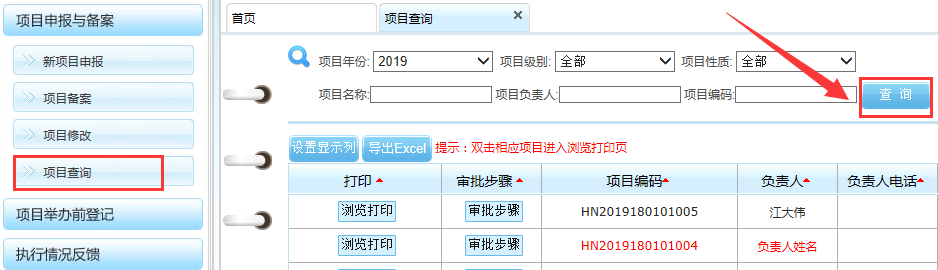 项目申报与备案
新项目申报
项目备案
项目修改
项目查询
项目举办前登记
执行情况反馈
首页 项目查询
项目年份: 2019 项目级别: 全部 项目性质: 全部
项目名称: 项目负责人: 项目编码: 查 询
设置显示列 导出Excel 提示：双击相应项目进入浏览打印页
打印 审批步骤 项目编码 负责人 负责人电话
浏览打印 审批步骤 HN2019180101005 江大伟
浏览打印 审批步骤 HN2019180101004 负责人姓名